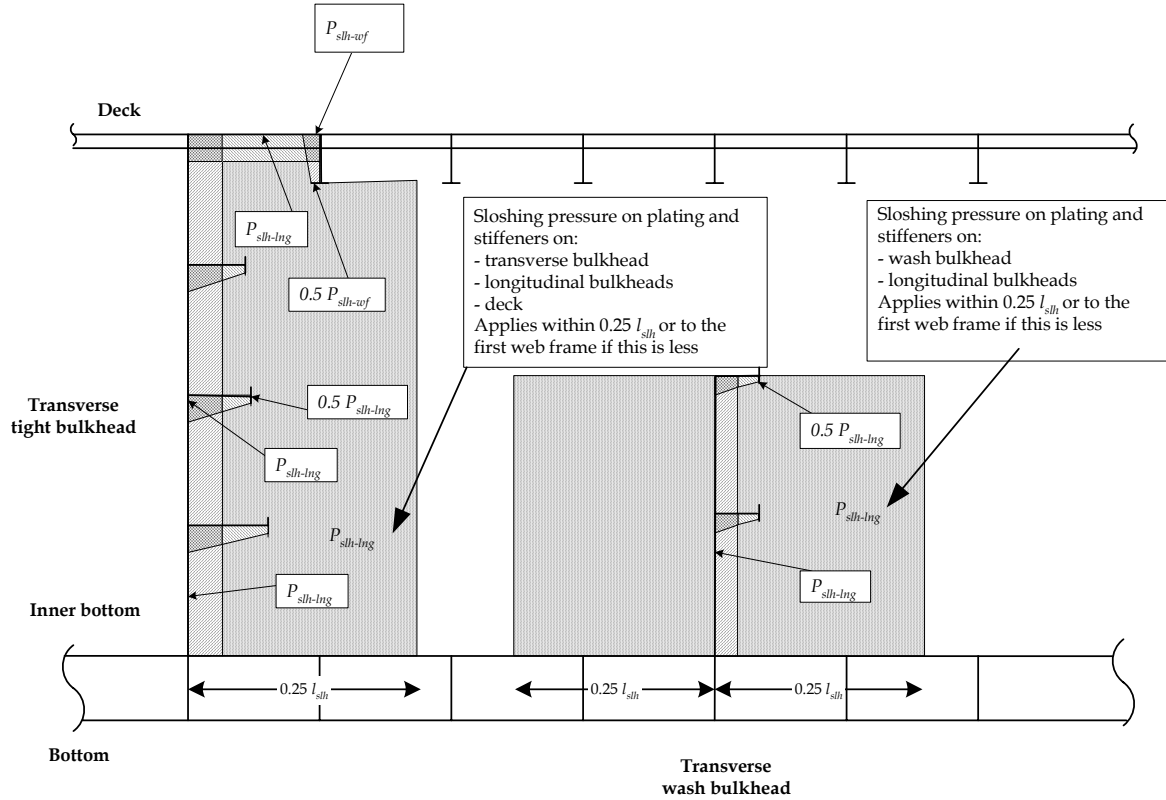 P_slh-wf
Deck
P_slh-lng
0.5 P_slh-wf
Sloshing pressure on plating and
stiffeners on:
- transverse bulkhead
- longitudinal bulkheads
- deck
Applies within 0.25 l_slh or to the
first web frame if this is less
Sloshing pressure on plating and
stiffeners on:
- wash bulkhead
- longitudinal bulkheads
Applies within 0.25 l_slh or to the
first web frame if this is less
Transverse
tight bulkhead
0.5 P_slh-lng
P_slh-lng
P_slh-lng
P_slh-lng
0.5 P_slh-lng
P_slh-lng
P_slh-lng
Inner bottom
0.25 l_slh
0.25 l_slh
0.25 l_slh
Bottom
Transverse
wash bulkhead